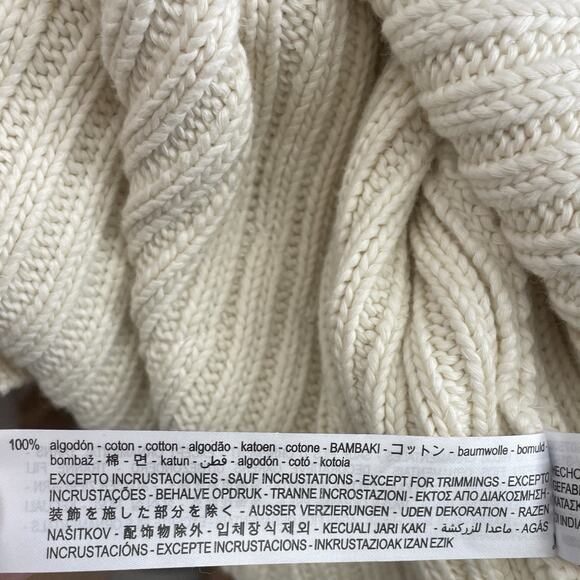 100% algodón - coton - cotton - algodão - katoen - cotone - BAMBAKI - コットン - baumwolle - bomuld -
bombaž - 棉 - 면 - katun - قطن - algodón - cotó - kotoia
EXCEPTO INCRUSTACIONES - SAUF INCRUSTATIONS - EXCEPT FOR TRIMMINGS - EXCEPTO
INCRUSTAÇÕES - BEHALVE OPDRUK - TRANNE INCROSTAZIONI - ΕΚΤΟΣ ΑΠΟ ΔΙΑΚΟΣΜΗΣΗ -
装飾を施した部分を除く - AUSSER VERZIERUNGEN - UDEN DEKORATION - RAZEN
NAŠITKOV - 配饰物除外 - 입체장식 제외 - KECUALI JARI KAKI - ماعدا للزركشة - AGÁS
INCRUSTACIÓNS - EXCEPTE INCRUSTACIONS - INKRUSTAZIOAK IZAN EZIK
HECHO